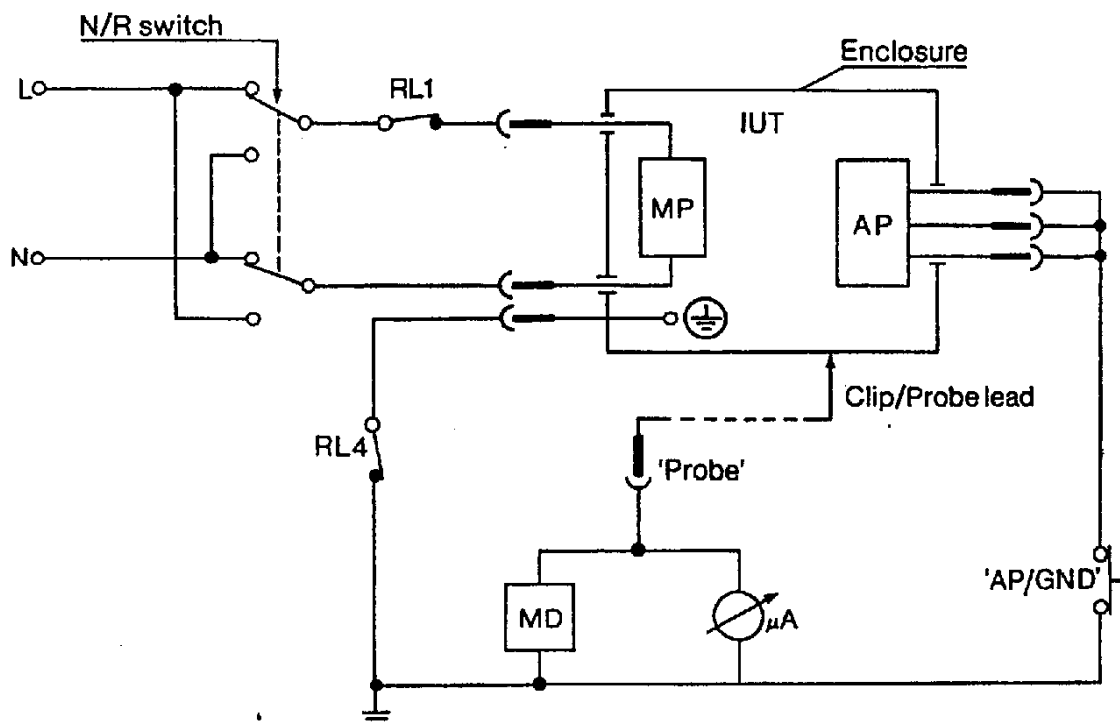 N/R switch
Enclosure
L
RL1
IUT
MP
AP
N
Clip/Probe lead
RL4
'Probe'
'AP/GND'
MD
μA